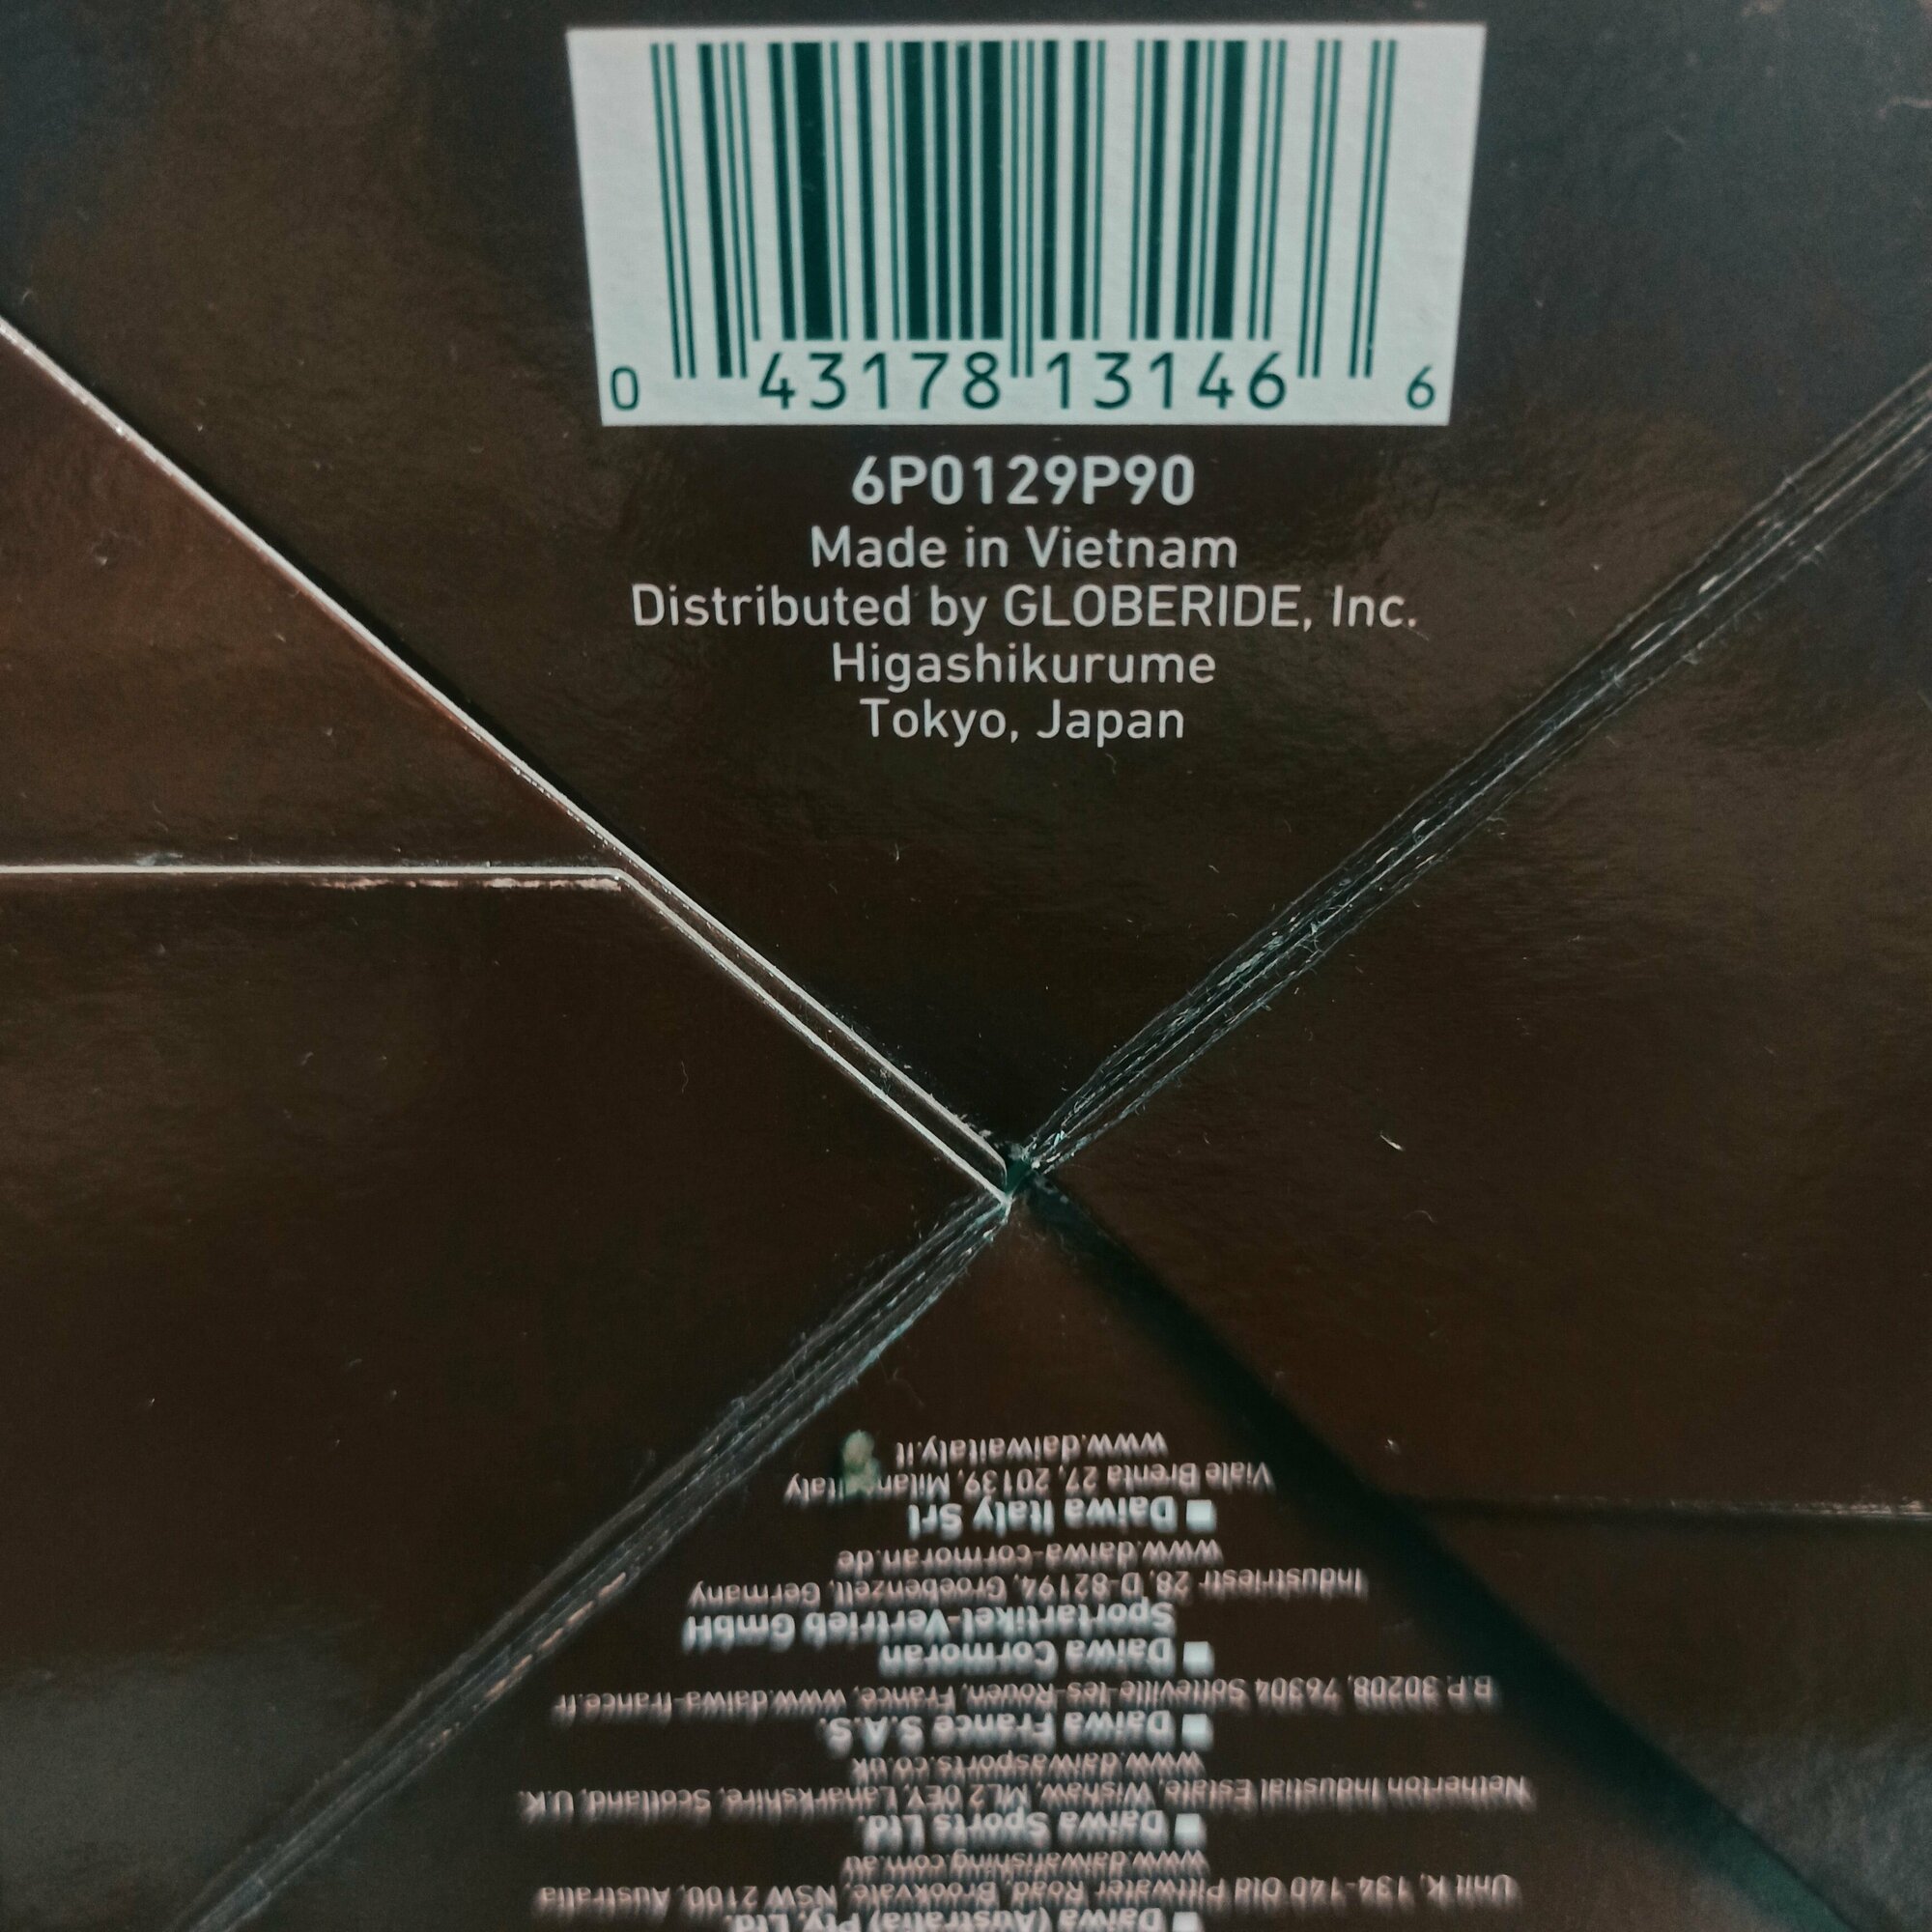 0 43178 13146 6
6P0129P90
Made in Vietnam
Distributed by GLOBERIDE, Inc.
Higashikurume
Tokyo, Japan
■ Daiwa (Australia) Pty. Ltd.
Unit K, 134-140 Old Pittwater Road, Brookvale, NSW 2100, Australia
www.daiwafishing.com.au
■ Daiwa Sports Ltd.
Netherton Industrial Estate, Wishaw, ML2 0EY, Lanarkshire, Scotland, U.K.
www.daiwasports.co.uk
■ Daiwa France S.A.S.
B.P. 30208, 76304 Sotteville-les-Rouen, France, www.daiwa-france.fr
■ Daiwa Cormoran
Sportartikel-Vertrieb GmbH
Industriestr 28, D-82194, Groebenzell, Germany
www.daiwa-cormoran.de
■ Daiwa Italy Srl
Viale Brenta 27, 20139, Milan, Italy
www.daiwaitaly.it